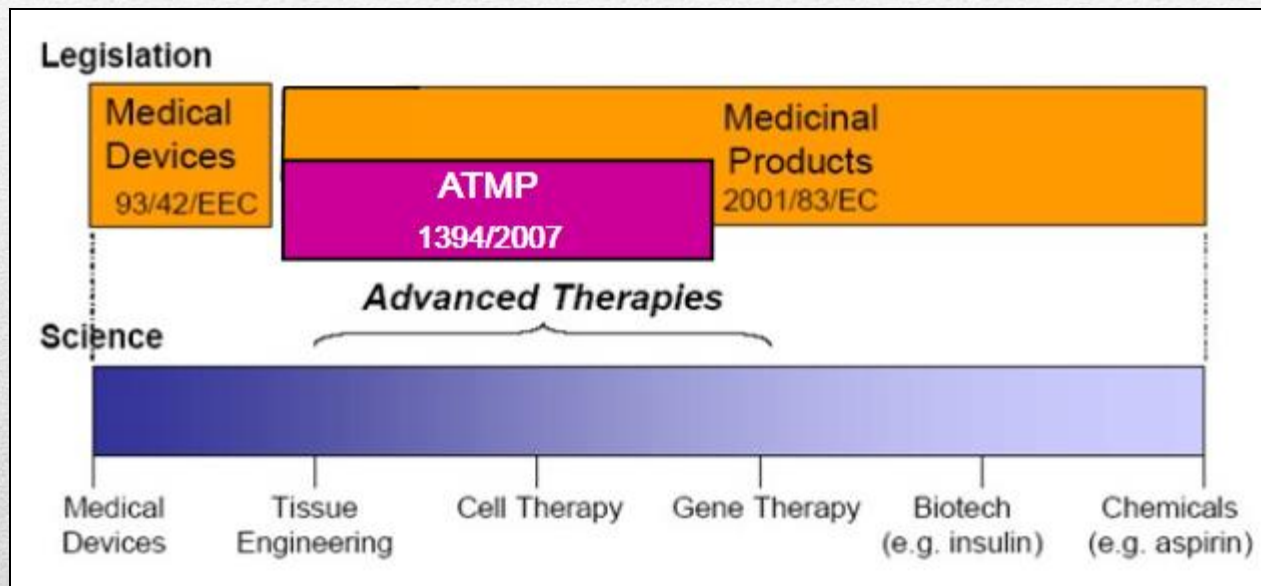 Legislation
Medical
Devices
93/42/EEC
Medicinal
Products
2001/83/EC
ATMP
1394/2007
Advanced Therapies
Science
Medical
Devices
Tissue
Engineering
Cell Therapy
Gene Therapy
Biotech
(e.g. insulin)
Chemicals
(e.g. aspirin)